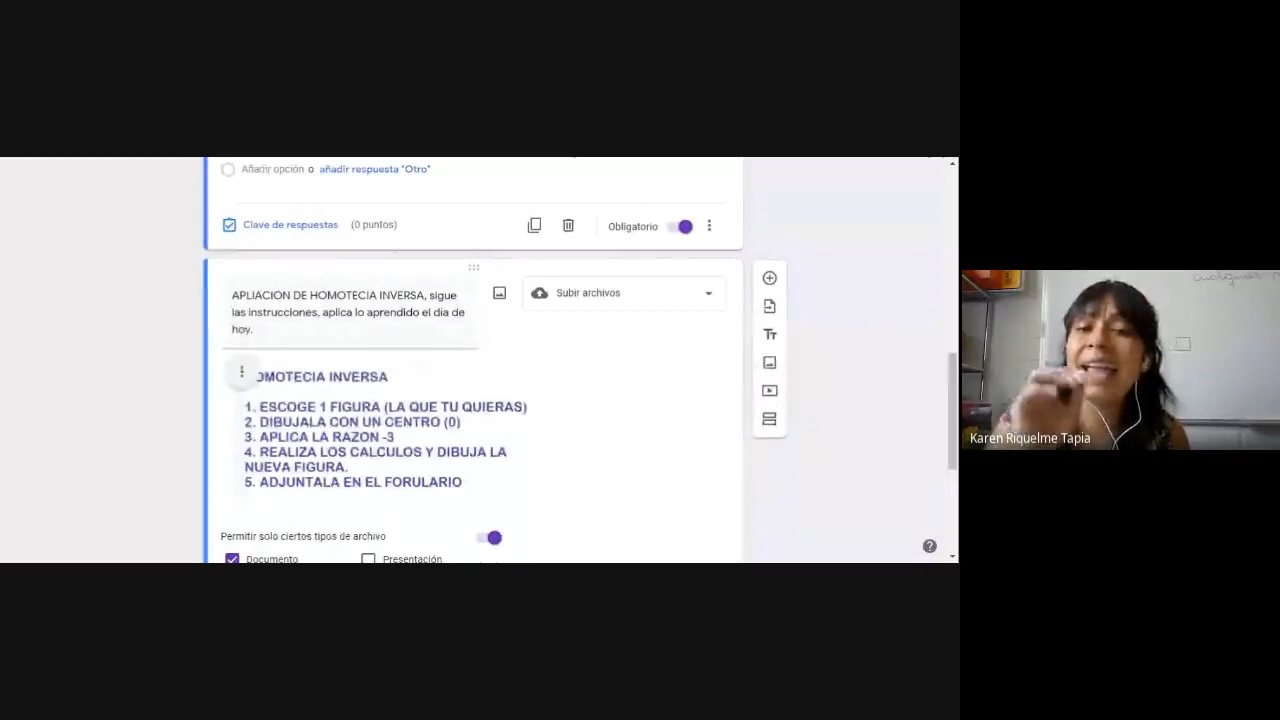 Añadir opción o añadir respuesta "Otro"
Clave de respuestas (0 puntos)
Obligatorio
APLIACION DE HOMOTECIA INVERSA, sigue
las instrucciones, aplica lo aprendido el día de
hoy.
Subir archivos
OMOTECIA INVERSA
1. ESCOGE 1 FIGURA (LA QUE TU QUIERAS)
2. DIBUJALA CON UN CENTRO (0)
3. APLICA LA RAZON -3
4. REALIZA LOS CALCULOS Y DIBUJA LA
NUEVA FIGURA.
5. ADJUNTALA EN EL FORULARIO
Permitir solo ciertos tipos de archivo
Documento
Presentación
Tт
Karen Riquelme Tapia